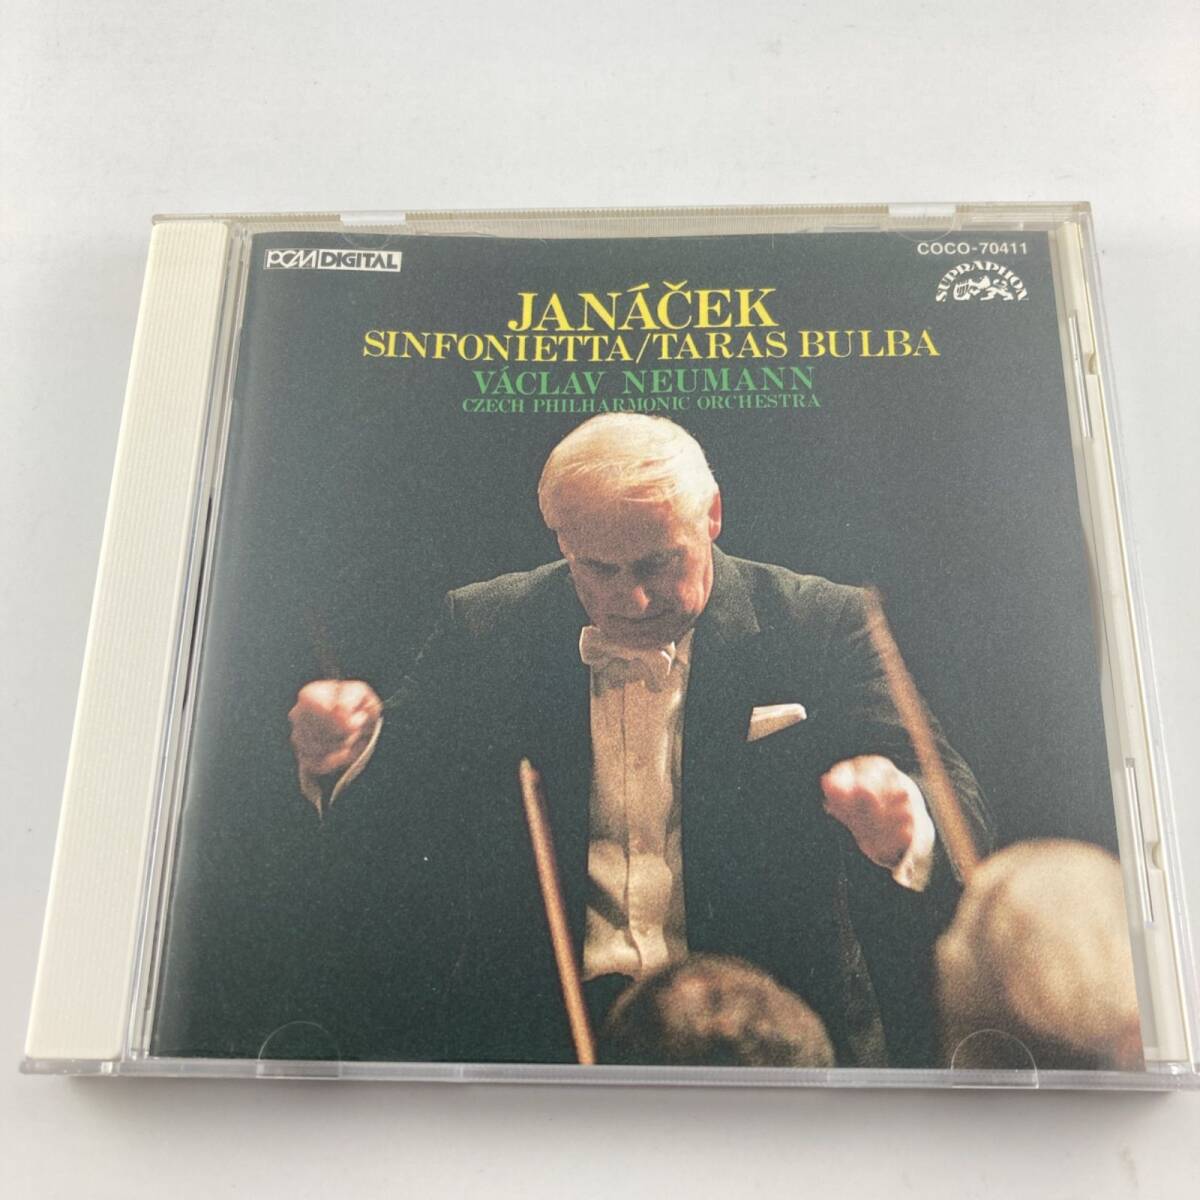 PCM DIGITAL
COCO-70411
SUPRAPHON
JANÁČEK
SINFONIETTA/TARAS BULBA
VÁCLAV NEUMANN
CZECH PHILHARMONIC ORCHESTRA